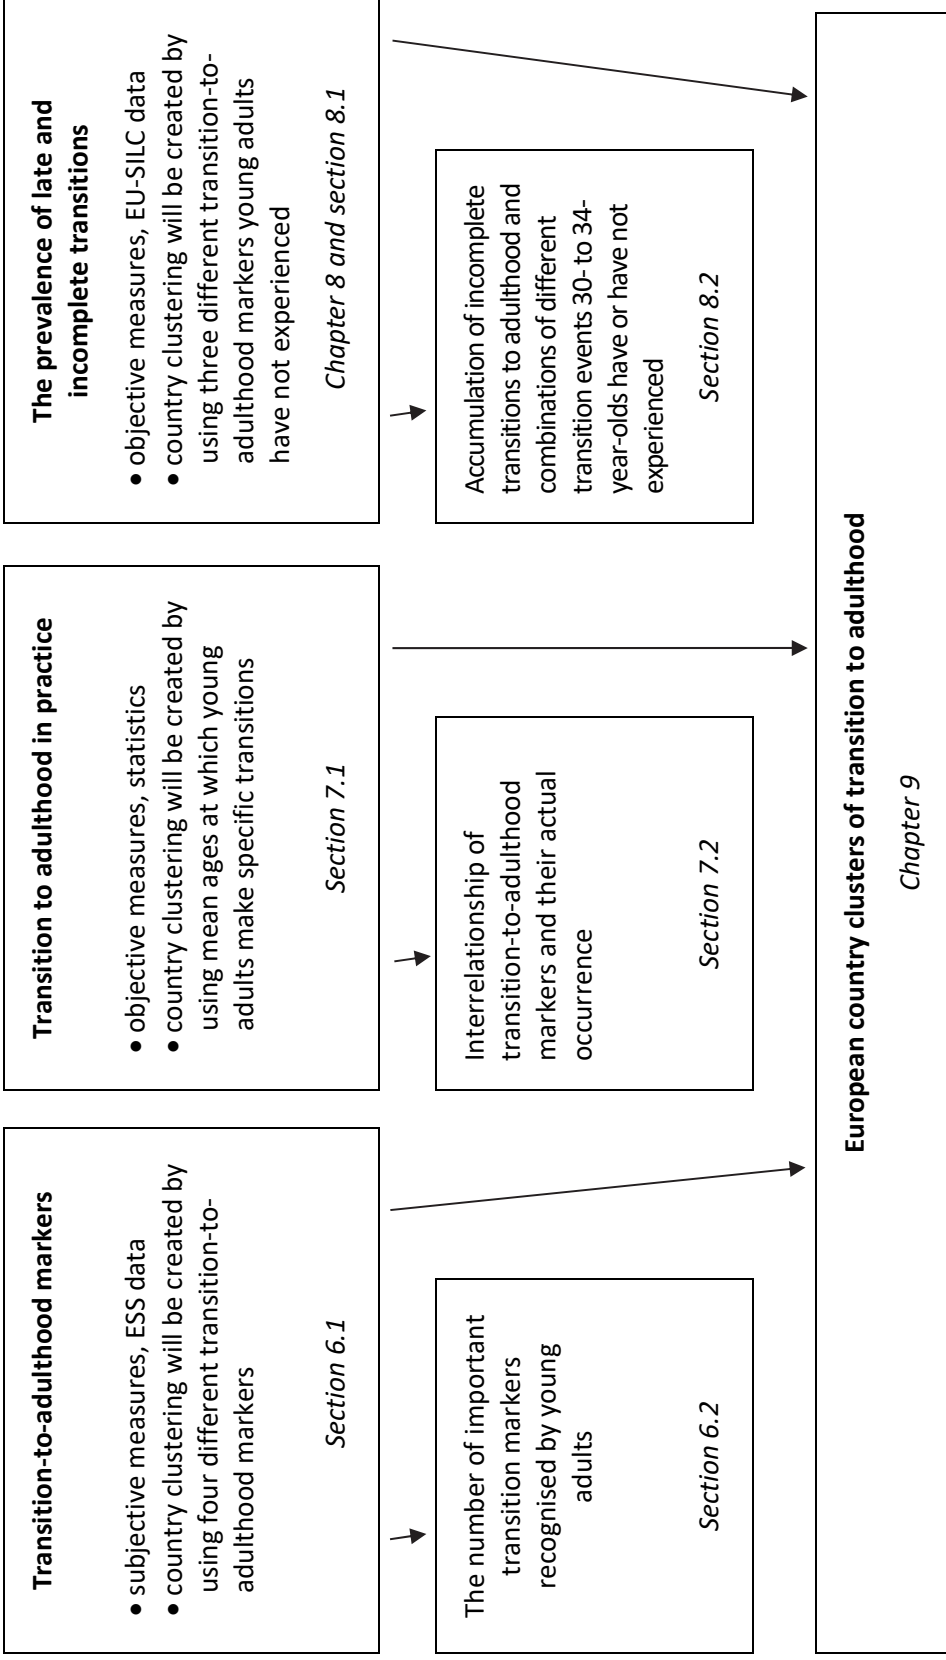 Transition-to-adulthood markers
• subjective measures, ESS data
• country clustering will be created by
using four different transition-to-
adulthood markers
Section 6.1
The number of important
transition markers
recognised by young
adults
Section 6.2
Transition to adulthood in practice
• objective measures, statistics
• country clustering will be created by
using mean ages at which young
adults make specific transitions
Section 7.1
Interrelationship of
transition-to-adulthood
markers and their actual
occurrence
Section 7.2
The prevalence of late and
incomplete transitions
• objective measures, EU-SILC data
• country clustering will be created by
using three different transition-to-
adulthood markers young adults
have not experienced
Chapter 8 and section 8.1
Accumulation of incomplete
transitions to adulthood and
combinations of different
transition events 30- to 34-
year-olds have or have not
experienced
Section 8.2
European country clusters of transition to adulthood
Chapter 9